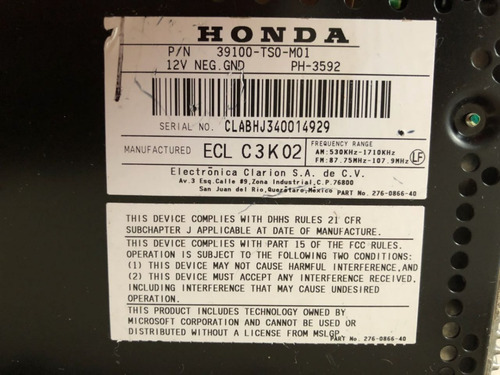 HONDA
P/N 39100-TS0-M01
12V NEG.GND PH-3592
SERIAL NO. CLABHJ340014929
MANUFACTURED ECL C3K02
FREQUENCY RANGE
AM:530KHz-1710KHz
FM:87.75MHz-107.9MHz
LF
Electrónica Clarion S.A. de C.V.
Av.3 Esq.Calle 89,Zona Industrial,C.P.76800
San Juan del Río,Querétaro,México PART No. 276-0866-40
THIS DEVICE COMPLIES WITH DHHS RULES 21 CFR
SUBCHAPTER J APPLICABLE AT DATE OF MANUFACTURE.
THIS DEVICE COMPLIES WITH PART 15 OF THE FCC RULES.
OPERATION IS SUBJECT TO THE FOLLOWING TWO CONDITIONS:
(1) THIS DEVICE MAY NOT CAUSE HARMFUL INTERFERENCE,AND
(2) THIS DEVICE MUST ACCEPT ANY INTERFERENCE RECEIVED,
INCLUDING INTERFERENCE THAT MAY CAUSE UNDESIRED
OPERATION.
THIS PRODUCT INCLUDES TECHNOLOGY OWNED BY
MICROSOFT CORPORATION AND CANNOT BE USED OR
DISTRIBUTED WITHOUT A LICENSE FROM MSLGP.
PART No. 276-0866-40